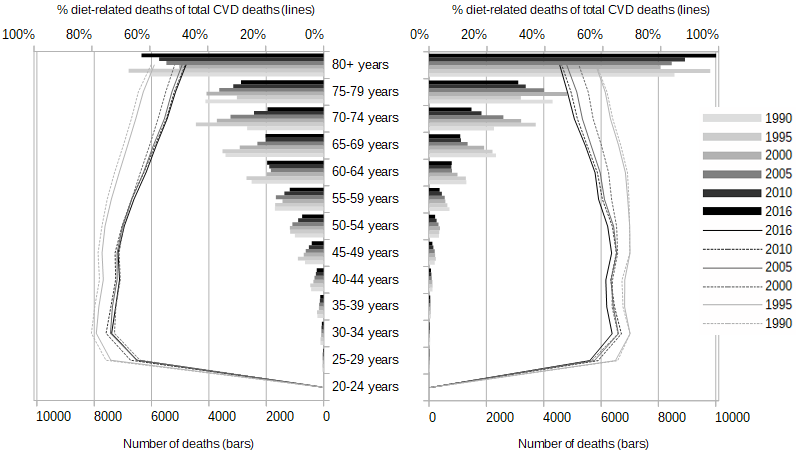 % diet-related deaths of total CVD deaths (lines)
% diet-related deaths of total CVD deaths (lines)
100% 80% 60% 40% 20% 0%
0% 20% 40% 60% 80% 100%
80+ years
75-79 years
70-74 years
65-69 years
60-64 years
55-59 years
50-54 years
45-49 years
40-44 years
35-39 years
30-34 years
25-29 years
20-24 years
1990
1995
2000
2005
2010
2016
2016
2010
2005
2000
1995
1990
10000 8000 6000 4000 2000 0
0 2000 4000 6000 8000 10000
Number of deaths (bars)
Number of deaths (bars)